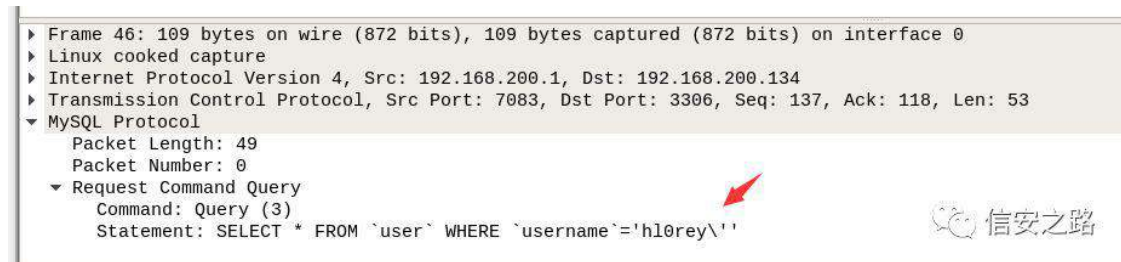 Frame 46: 109 bytes on wire (872 bits), 109 bytes captured (872 bits) on interface 0
Linux cooked capture
Internet Protocol Version 4, Src: 192.168.200.1, Dst: 192.168.200.134
Transmission Control Protocol, Src Port: 7083, Dst Port: 3306, Seq: 137, Ack: 118, Len: 53
MySQL Protocol
Packet Length: 49
Packet Number: 0
Request Command Query
Command: Query (3)
Statement: SELECT * FROM `user` WHERE `username`='hl0rey\''
信安之路